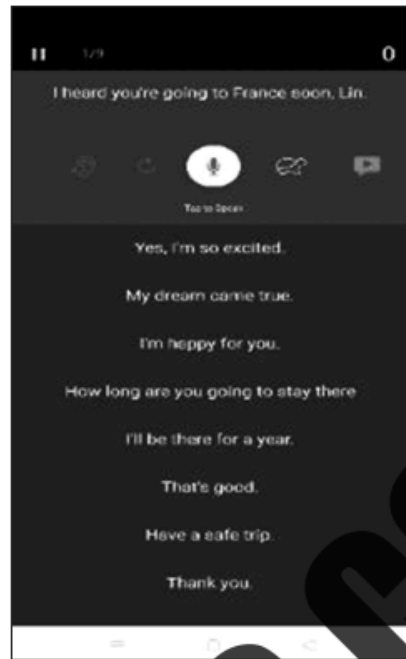 1/9
0
I heard you're going to France soon, Lin.
Tap to Speak
Yes, I'm so excited.
My dream came true.
I'm happy for you.
How long are you going to stay there
I'll be there for a year.
That's good.
Have a safe trip.
Thank you.